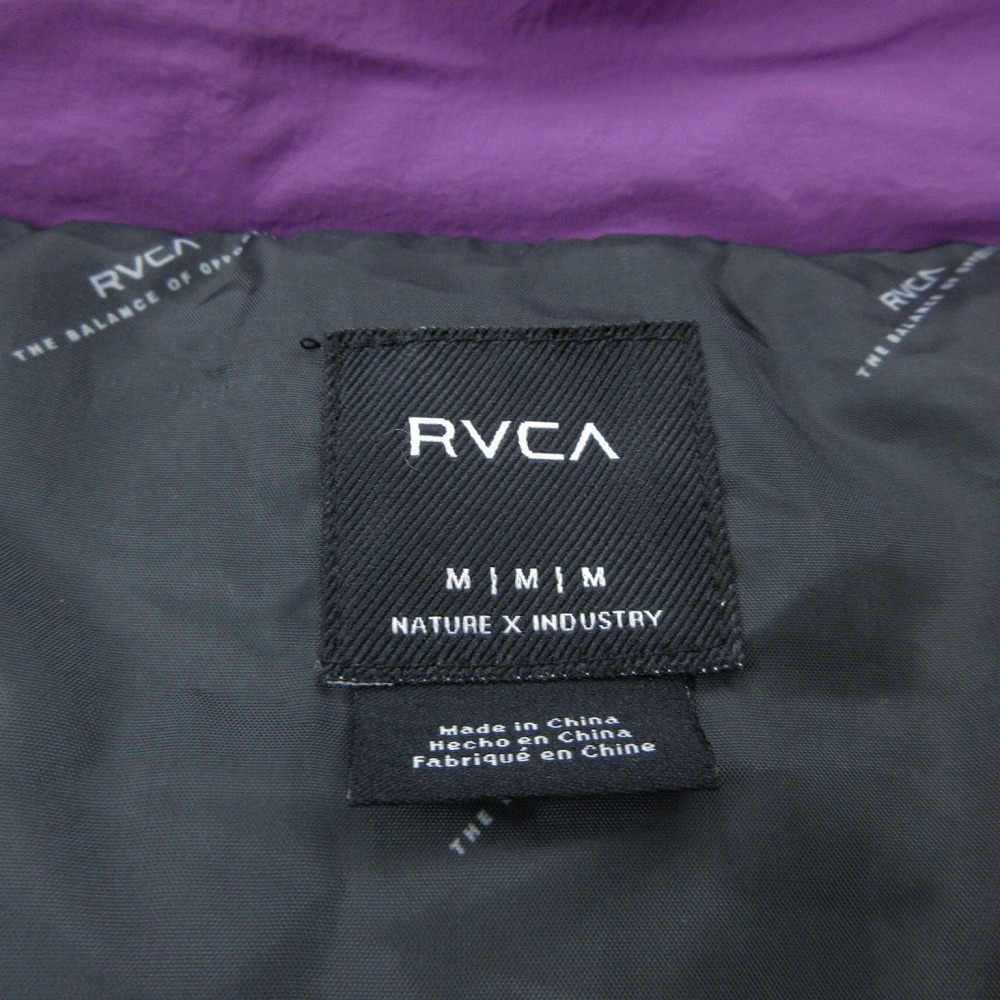 RVCA
THE BALANCE OF
RVCA
THE BALANCE OF
RVCA
M | M | M
NATURE X INDUSTRY
Made in China
Hecho en China
Fabriqué en Chine
THE